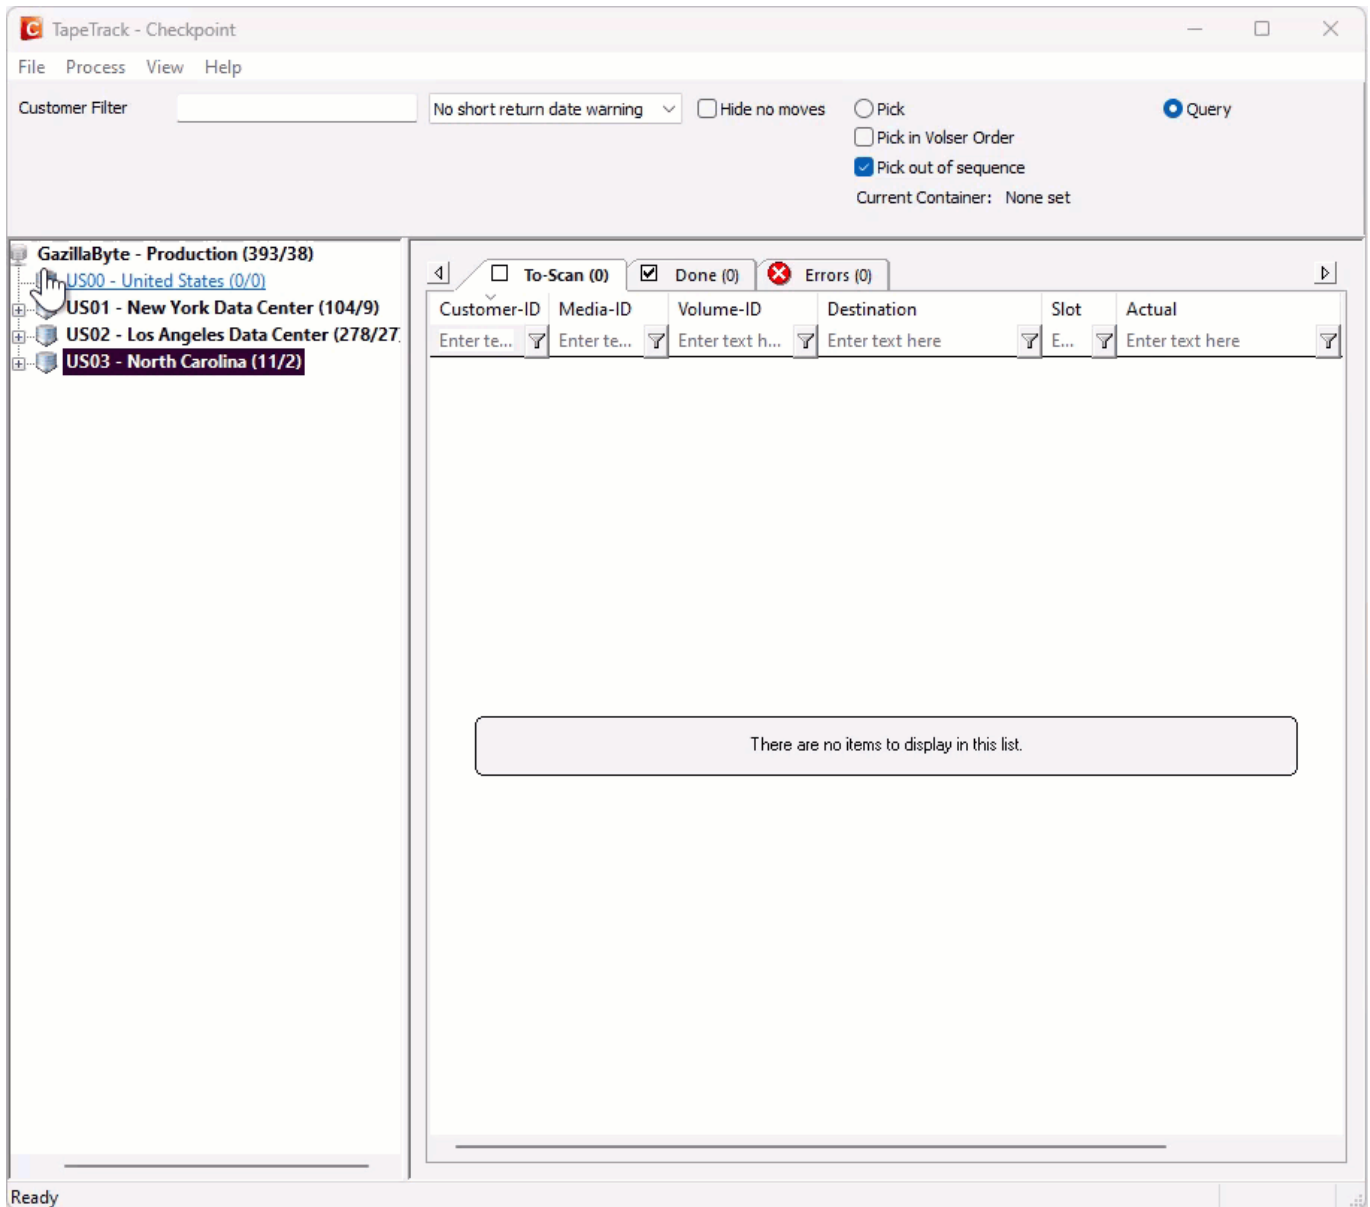 TapeTrack - Checkpoint
File Process View Help
Customer Filter No short return date warning Hide no moves Pick Query
Pick in Volser Order
Pick out of sequence
Current Container: None set
GazillaByte - Production (393/38)
US00 - United States (0/0)
US01 - New York Data Center (104/9)
US02 - Los Angeles Data Center (278/27
US03 - North Carolina (11/2)
To-Scan (0) Done (0) Errors (0)
Customer-ID Media-ID Volume-ID Destination Slot Actual
Enter te... Enter te... Enter text h... Enter text here E... Enter text here
There are no items to display in this list.
Ready